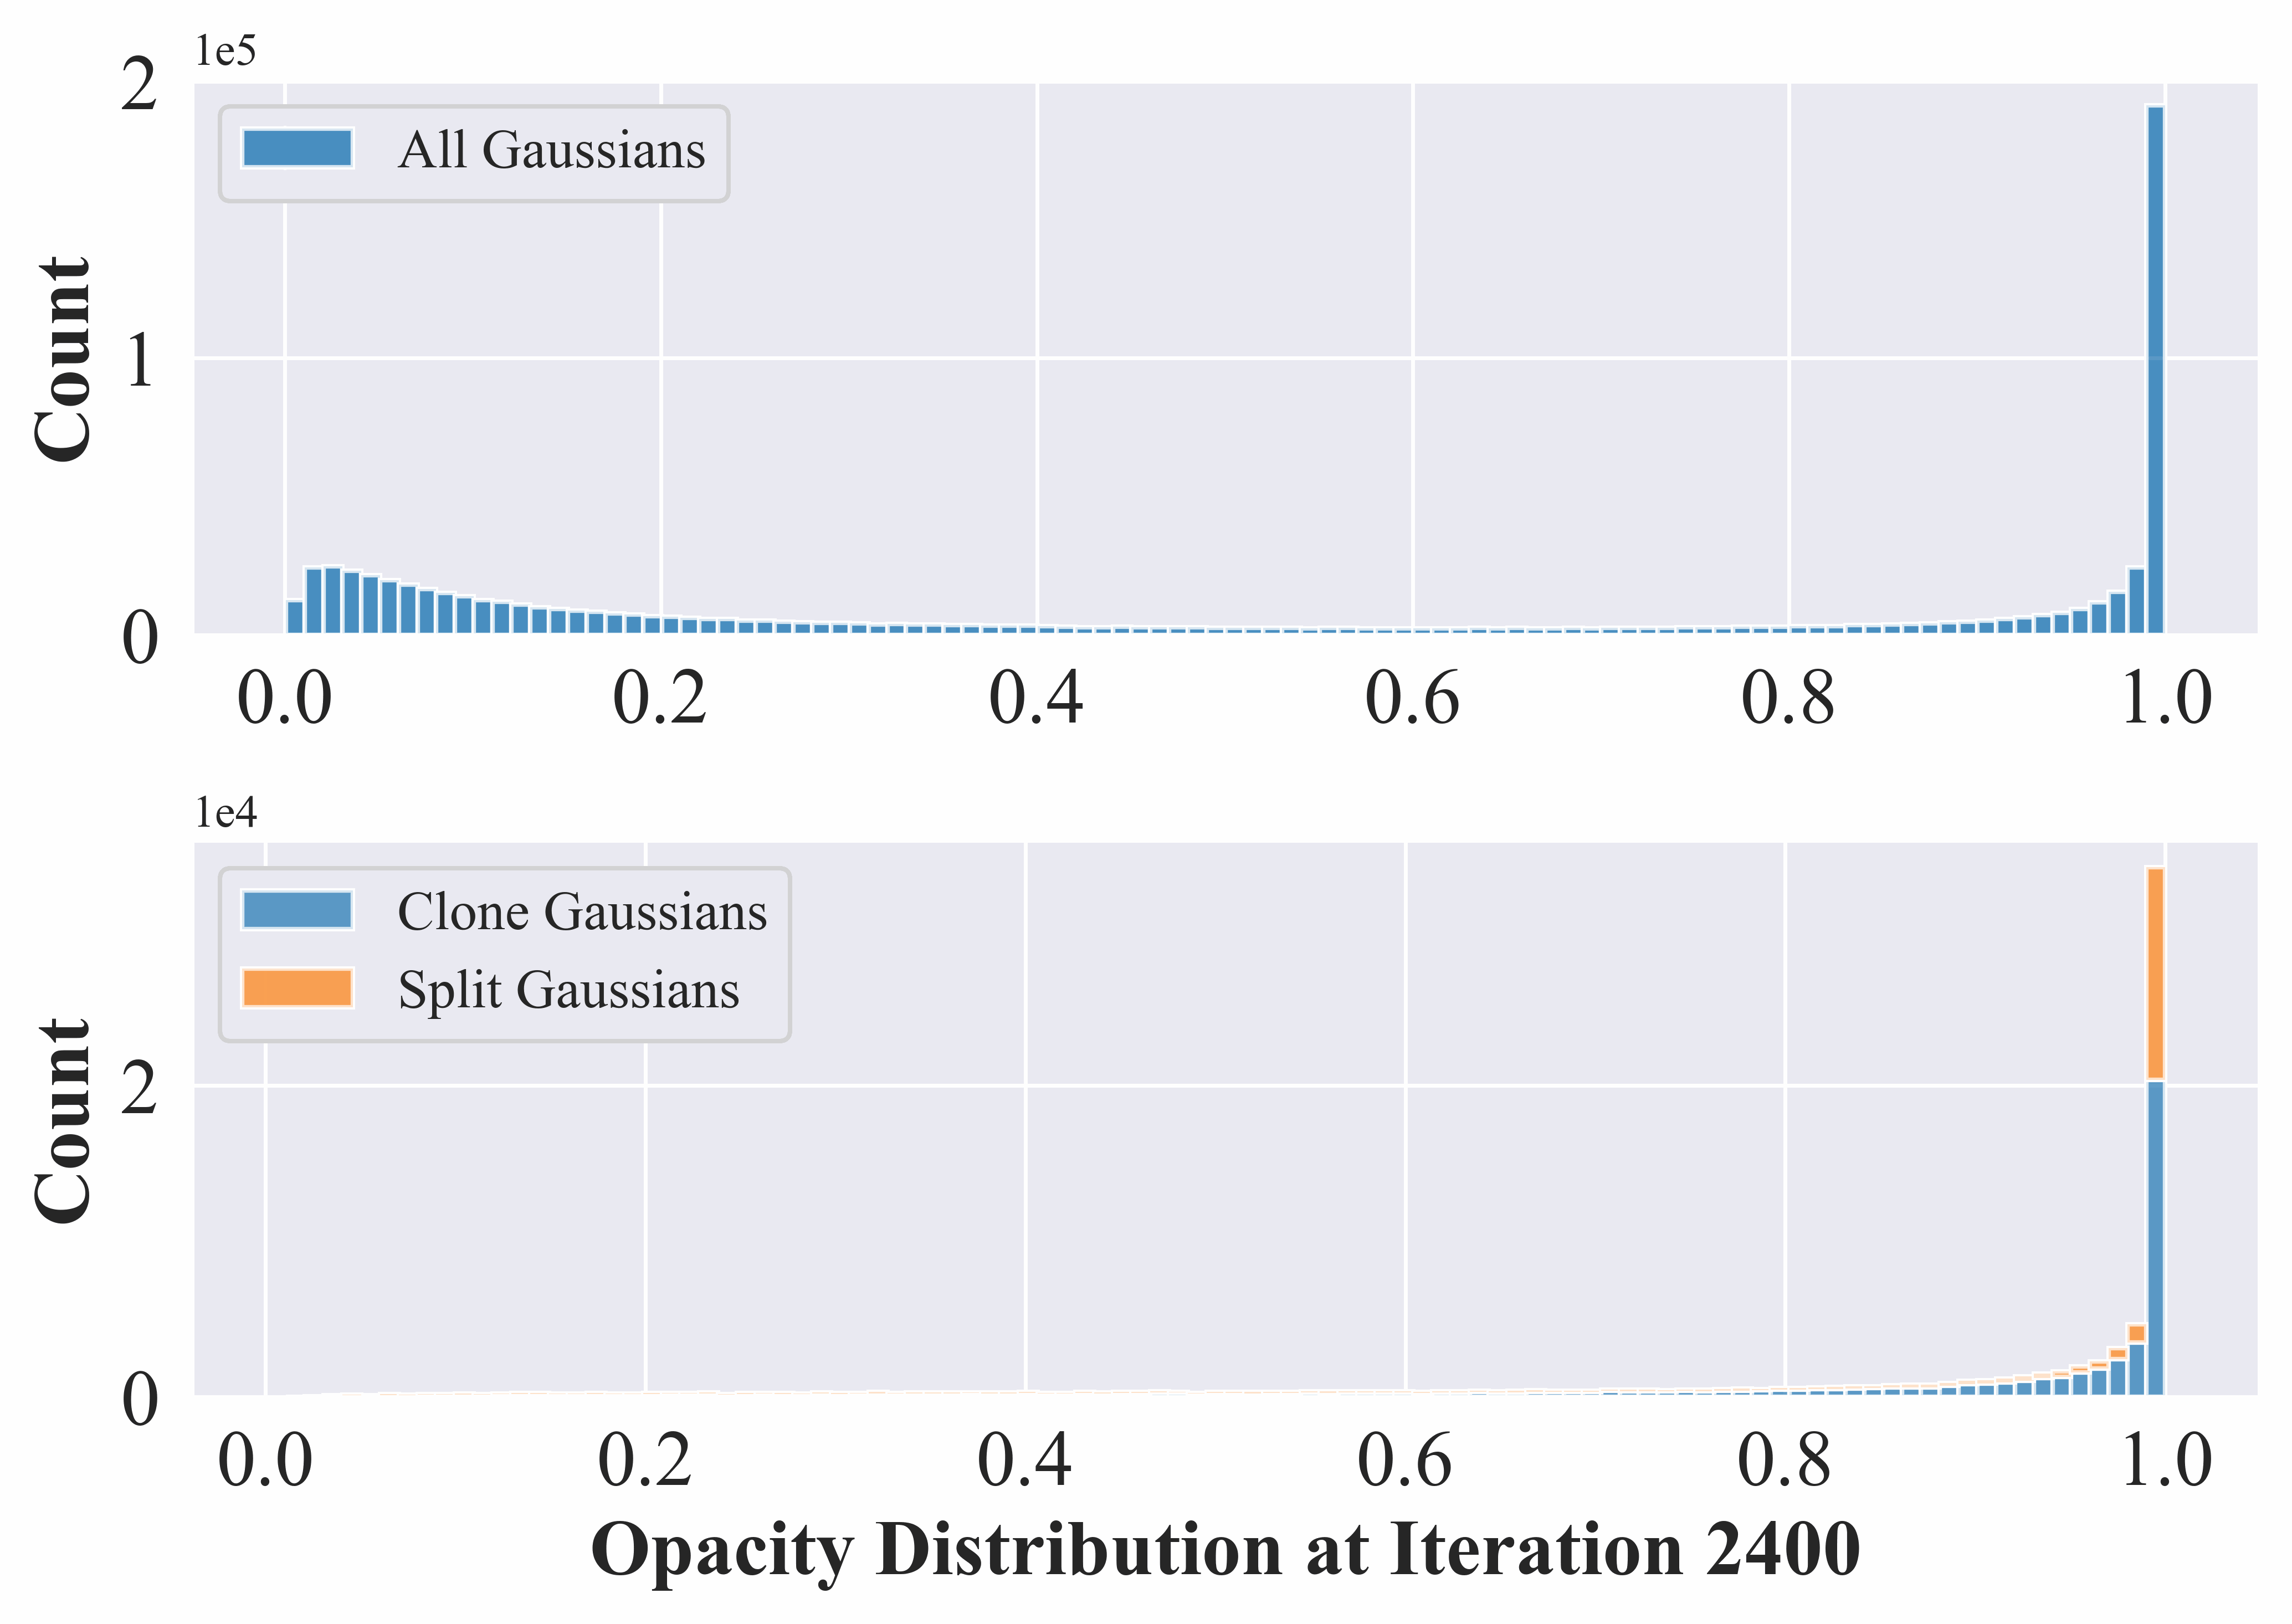 1e5
2
All Gaussians
Count
1
0
0.0 0.2 0.4 0.6 0.8 1.0
1e4
Clone Gaussians
Split Gaussians
Count
2
0
0.0 0.2 0.4 0.6 0.8 1.0
Opacity Distribution at Iteration 2400